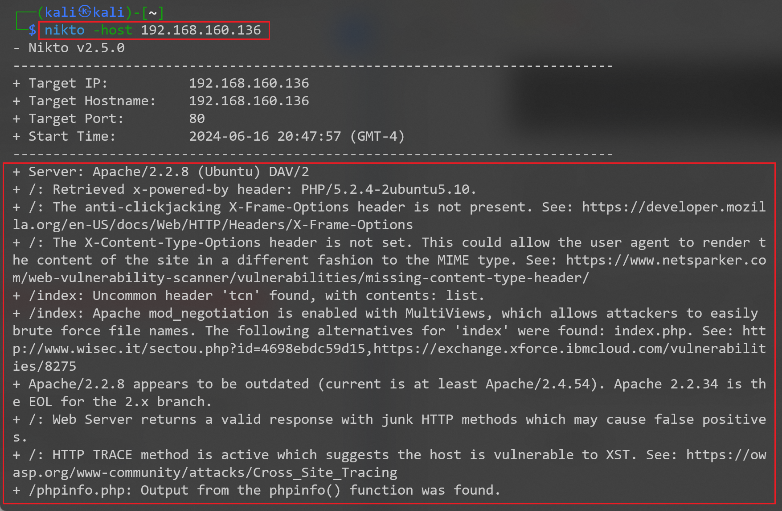 ┌──(kali㉿kali)-[~]
└─$ nikto -host 192.168.160.136
- Nikto v2.5.0
---------------------------------------------------------------------------
+ Target IP:          192.168.160.136
+ Target Hostname:    192.168.160.136
+ Target Port:        80
+ Start Time:         2024-06-16 20:47:57 (GMT-4)
---------------------------------------------------------------------------
+ Server: Apache/2.2.8 (Ubuntu) DAV/2
+ /: Retrieved x-powered-by header: PHP/5.2.4-2ubuntu5.10.
+ /: The anti-clickjacking X-Frame-Options header is not present. See: https://developer.mozil
la.org/en-US/docs/Web/HTTP/Headers/X-Frame-Options
+ /: The X-Content-Type-Options header is not set. This could allow the user agent to render t
he content of the site in a different fashion to the MIME type. See: https://www.netsparker.co
m/web-vulnerability-scanner/vulnerabilities/missing-content-type-header/
+ /index: Uncommon header 'tcn' found, with contents: list.
+ /index: Apache mod_negotiation is enabled with MultiViews, which allows attackers to easily
brute force file names. The following alternatives for 'index' were found: index.php. See: htt
p://www.wisec.it/sectou.php?id=4698ebdc59d15,https://exchange.xforce.ibmcloud.com/vulnerabilit
ies/8275
+ Apache/2.2.8 appears to be outdated (current is at least Apache/2.4.54). Apache 2.2.34 is th
e EOL for the 2.x branch.
+ /: Web Server returns a valid response with junk HTTP methods which may cause false positive
s.
+ /: HTTP TRACE method is active which suggests the host is vulnerable to XST. See: https://ow
asp.org/www-community/attacks/Cross_Site_Tracing
+ /phpinfo.php: Output from the phpinfo() function was found.